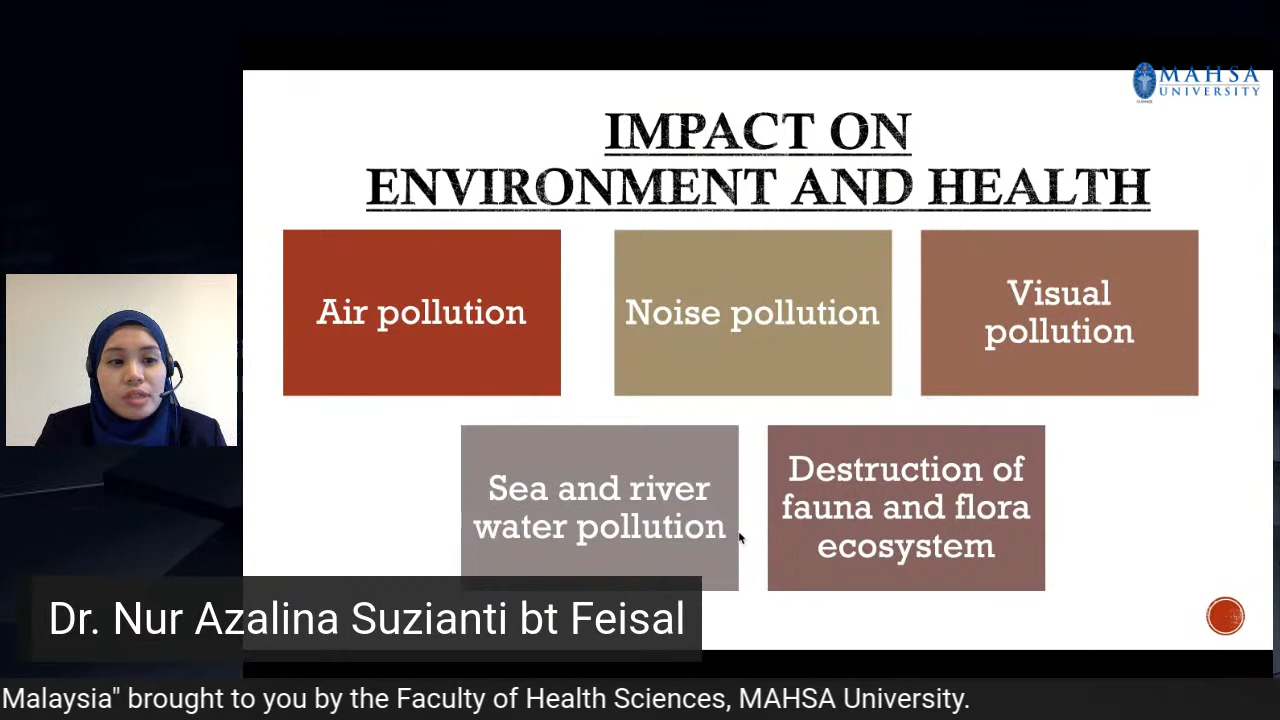 MAHSA
UNIVERSITY
IMPACT ON
ENVIRONMENT AND HEALTH
Air pollution
Noise pollution
Visual
pollution
Sea and river
water pollution
Destruction of
fauna and flora
ecosystem
Dr. Nur Azalina Suzianti bt Feisal
Malaysia" brought to you by the Faculty of Health Sciences, MAHSA University.